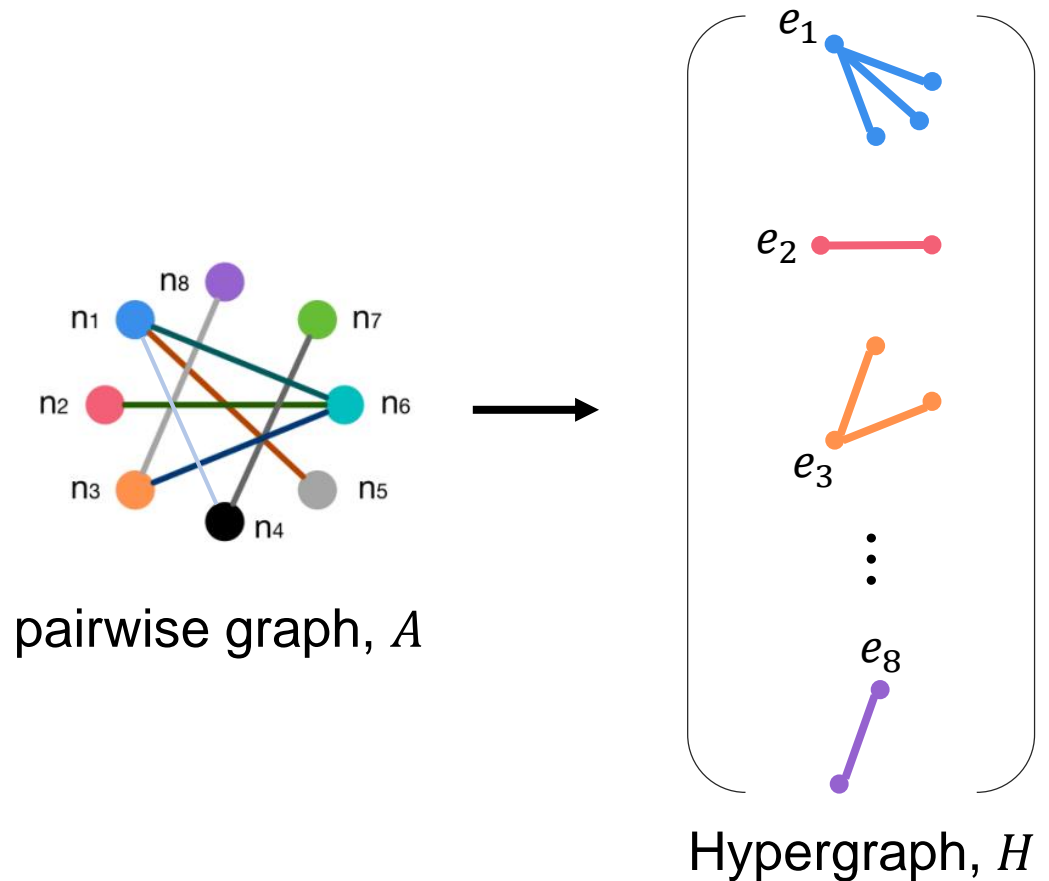 e₁
e₂
n₈
n₁
n₇
n₂
n₆
n₃
n₅
n₄
e₃
⋮
pairwise graph, A
e₈
Hypergraph, H